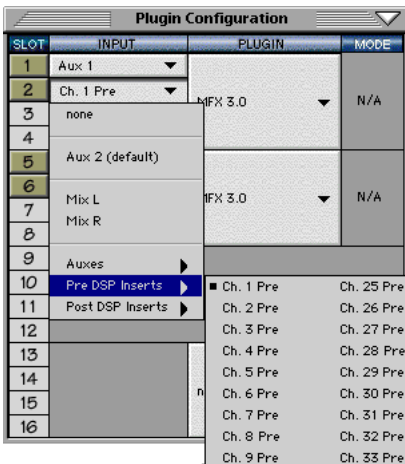 Plugin Configuration
SLOT INPUT PLUGIN MODE
1 Aux 1
2 Ch. 1 Pre
MFX 3.0 N/A
3 none
4
Aux 2 (default)
5
6
Mix L
MFX 3.0 N/A
7
Mix R
8
9 Auxes
10 Pre DSP Inserts
11 Post DSP Inserts
12
13
14
15
16
Ch. 1 Pre Ch. 25 Pre
Ch. 2 Pre Ch. 26 Pre
Ch. 3 Pre Ch. 27 Pre
Ch. 4 Pre Ch. 28 Pre
Ch. 5 Pre Ch. 29 Pre
Ch. 6 Pre Ch. 30 Pre
Ch. 7 Pre Ch. 31 Pre
Ch. 8 Pre Ch. 32 Pre
Ch. 9 Pre Ch. 33 Pre